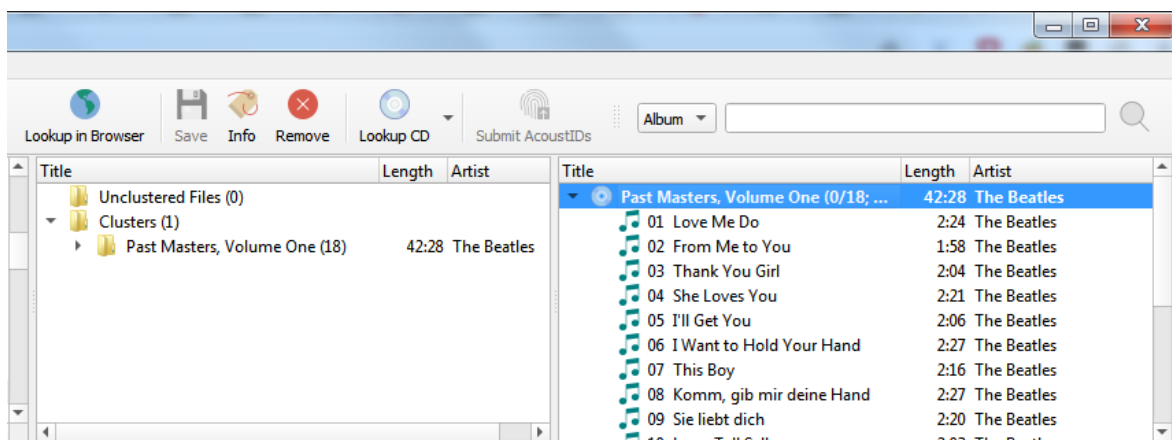 Lookup in Browser Save Info Remove Lookup CD Submit AcoustIDs Album
Title Length Artist
Unclustered Files (0)
Clusters (1)
Past Masters, Volume One (18) 42:28 The Beatles
Title Length Artist
Past Masters, Volume One (0/18; ... 42:28 The Beatles
01 Love Me Do 2:24 The Beatles
02 From Me to You 1:58 The Beatles
03 Thank You Girl 2:04 The Beatles
04 She Loves You 2:21 The Beatles
05 I'll Get You 2:06 The Beatles
06 I Want to Hold Your Hand 2:27 The Beatles
07 This Boy 2:16 The Beatles
08 Komm, gib mir deine Hand 2:27 The Beatles
09 Sie liebt dich 2:20 The Beatles